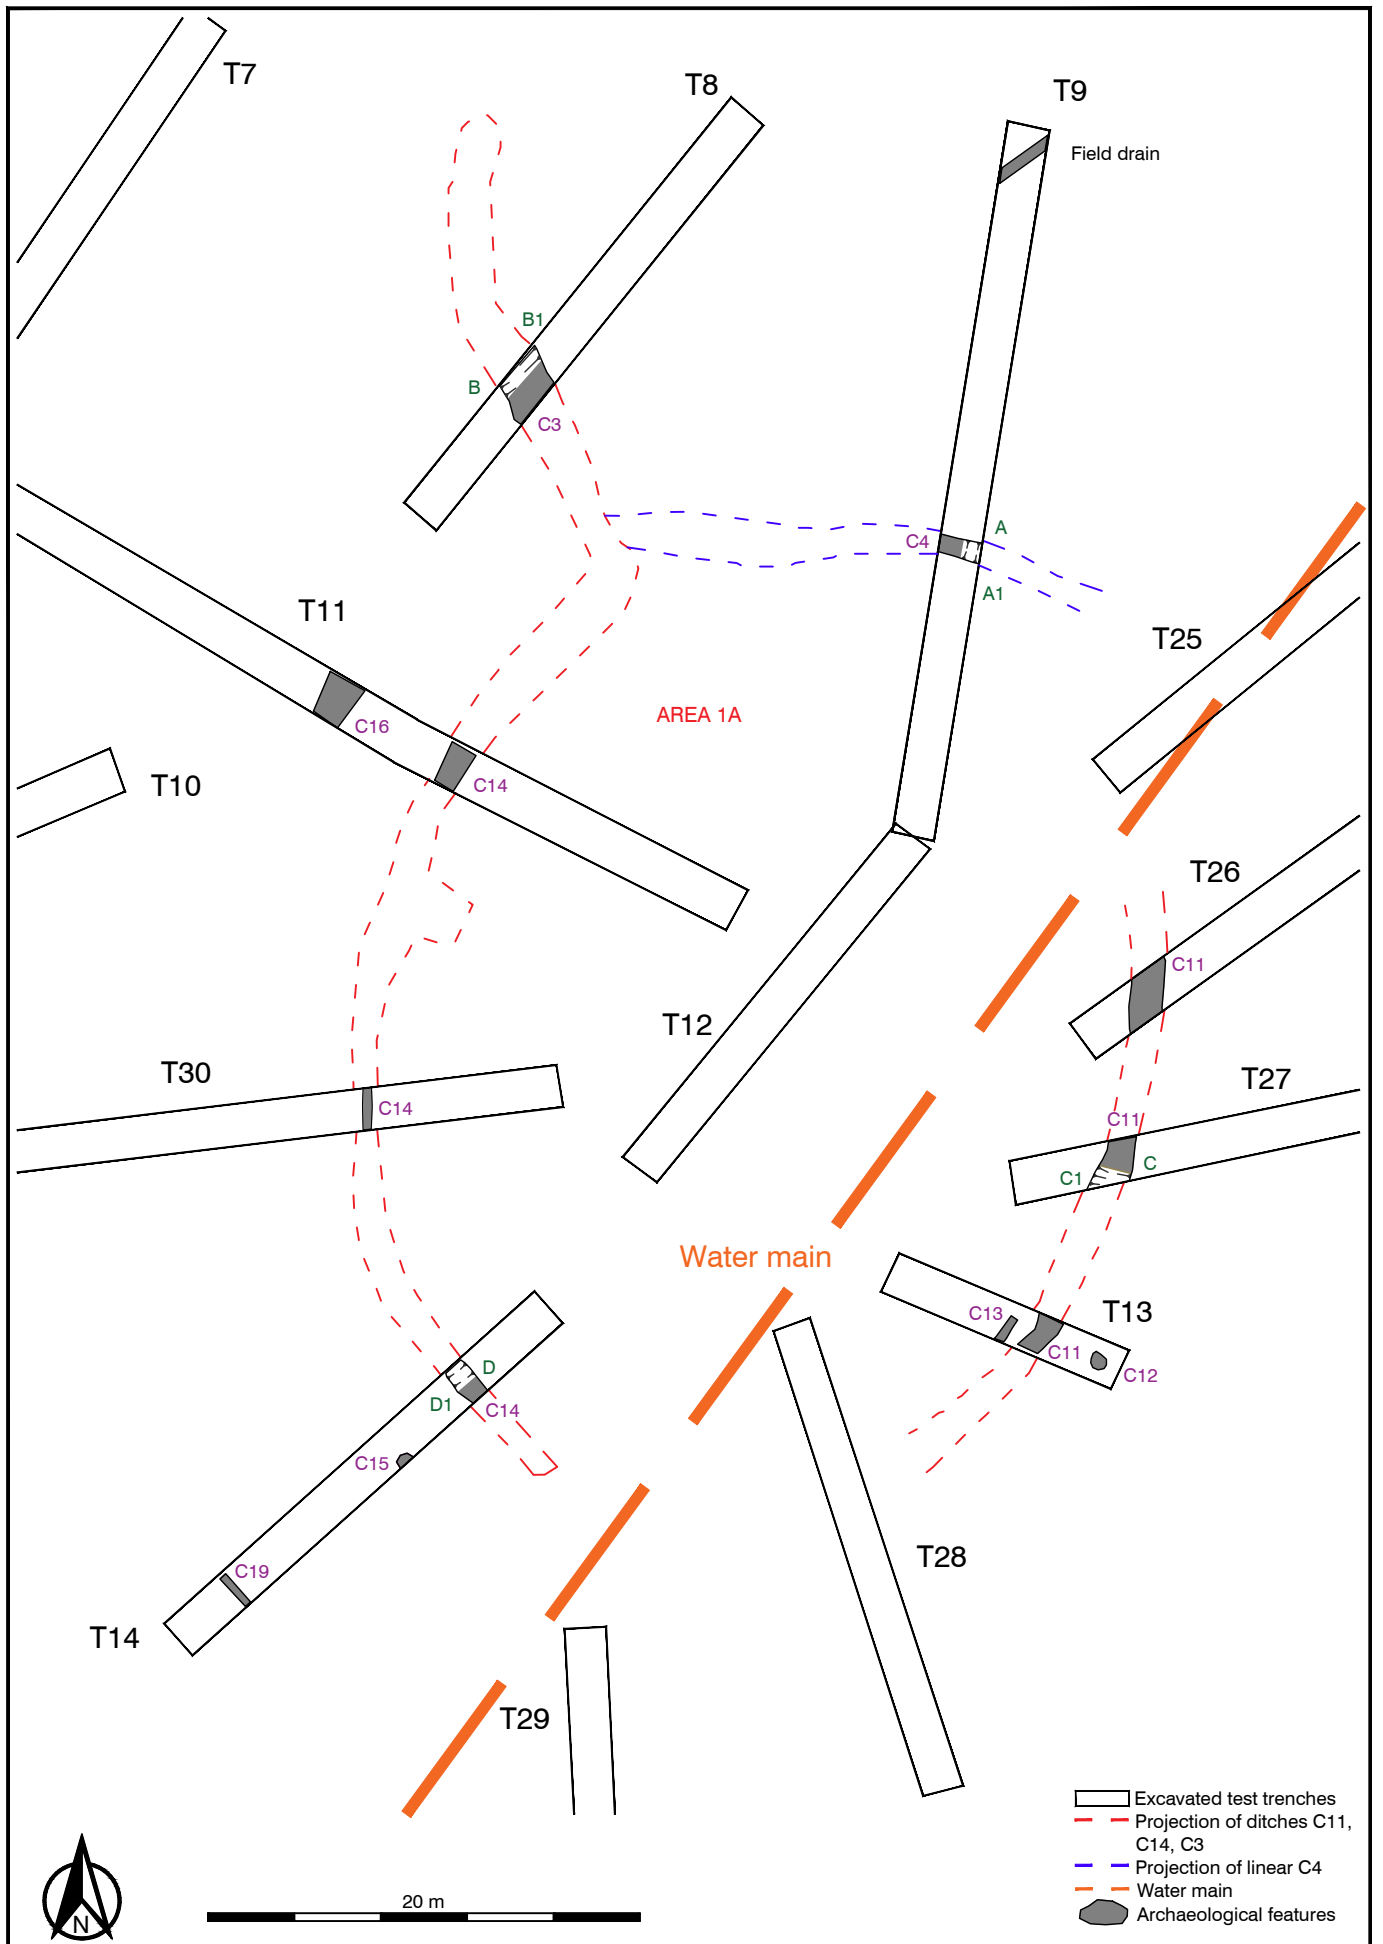 T7
T8
T9
Field drain
B1
B
C3
A
C4
A1
T11
T25
C16
AREA 1A
C14
T10
T26
C11
T12
T30
T27
C14
C11
C
C1
Water main
T13
C13
C11
C12
D
D1
C14
C15
T28
C19
T14
T29
Excavated test trenches
Projection of ditches C11,
C14, C3
Projection of linear C4
Water main
Archaeological features
20 m
N